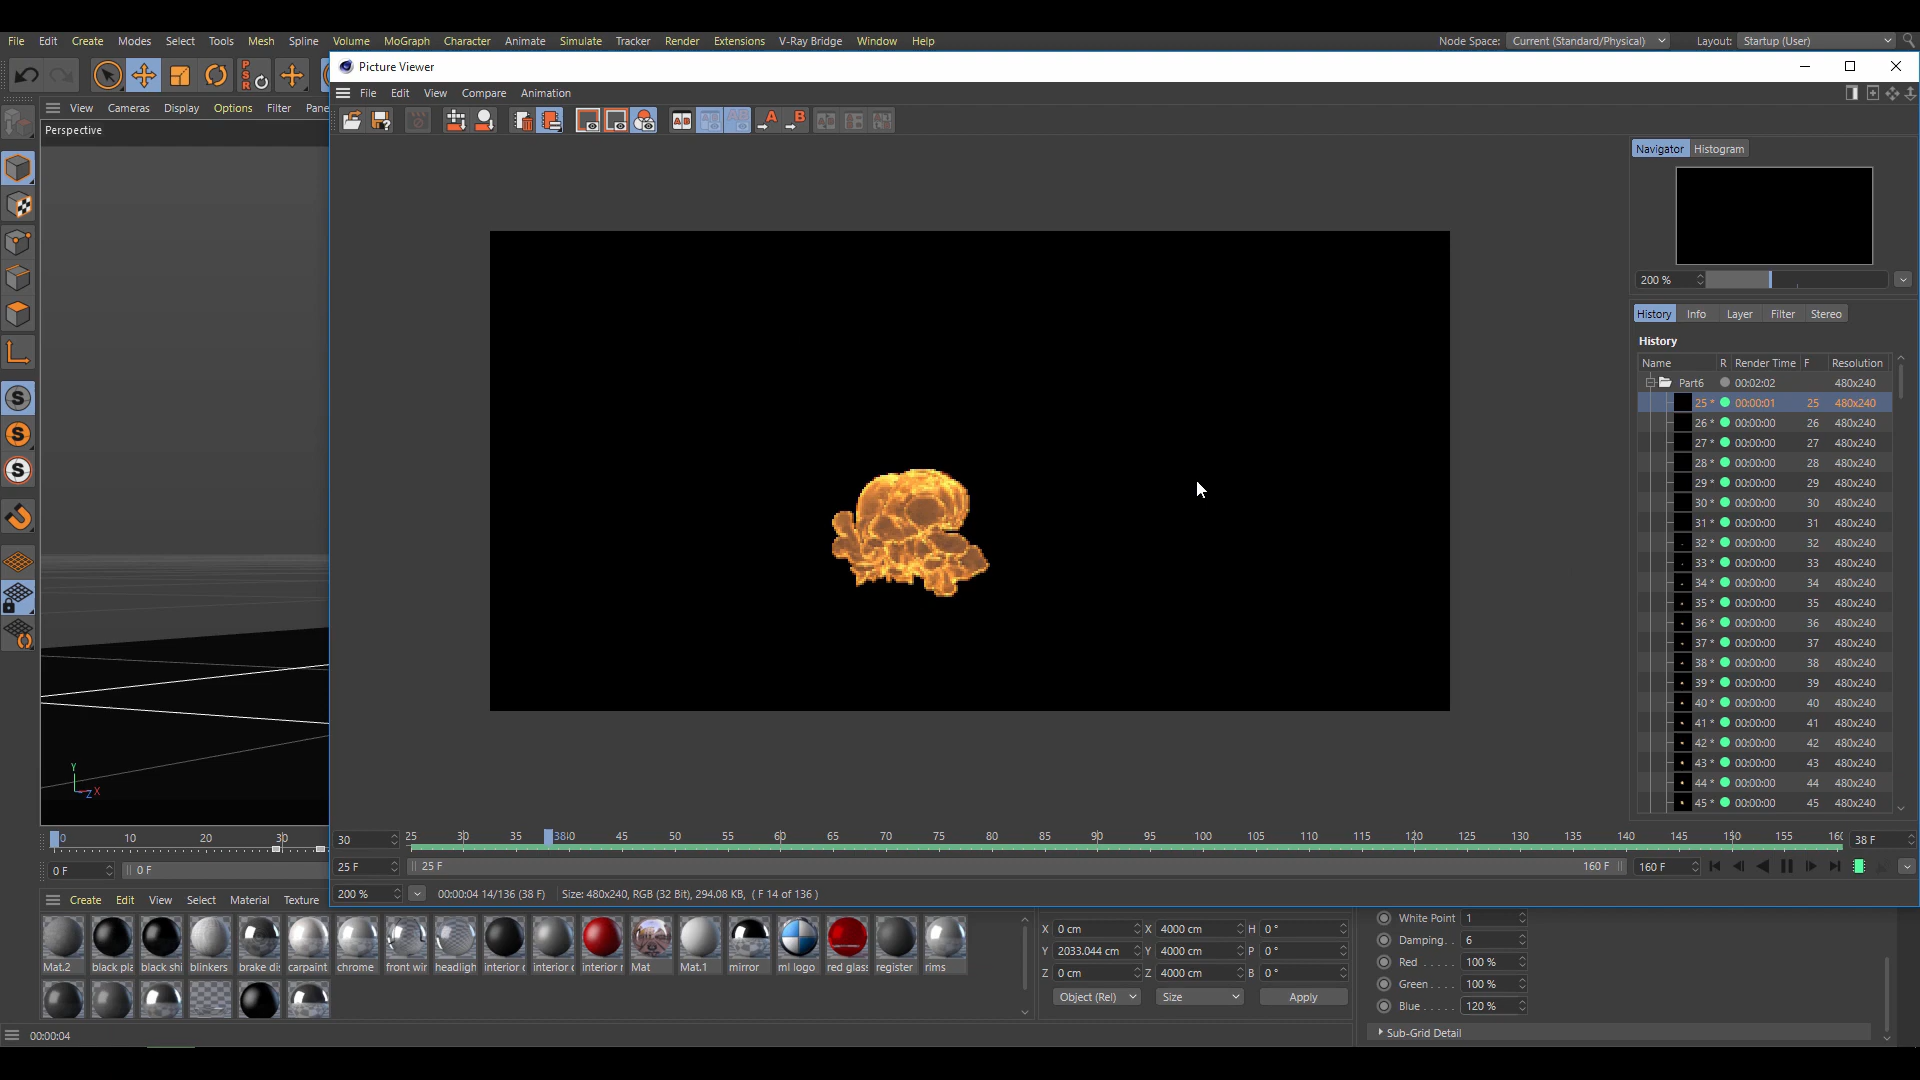 File Edit Create Modes Select Tools Mesh Spline Volume MoGraph Character Animate Simulate Tracker Render Extensions V-Ray Bridge Window Help Node Space: Current (Standard/Physical) Layout: Startup (User)
Picture Viewer
File Edit View Compare Animation
View Cameras Display Options Filter Pane
Perspective
Navigator Histogram
200 %
History Info Layer Filter Stereo
History
Name R Render Time F Resolution
Part6 00:02:02 480x240
25 * 00:00:01 25 480x240
26 * 00:00:00 26 480x240
27 * 00:00:00 27 480x240
28 * 00:00:00 28 480x240
29 * 00:00:00 29 480x240
30 * 00:00:00 30 480x240
31 * 00:00:00 31 480x240
32 * 00:00:00 32 480x240
33 * 00:00:00 33 480x240
34 * 00:00:00 34 480x240
35 * 00:00:00 35 480x240
36 * 00:00:00 36 480x240
37 * 00:00:00 37 480x240
38 * 00:00:00 38 480x240
39 * 00:00:00 39 480x240
40 * 00:00:00 40 480x240
41 * 00:00:00 41 480x240
42 * 00:00:00 42 480x240
43 * 00:00:00 43 480x240
44 * 00:00:00 44 480x240
45 * 00:00:00 45 480x240
Y
Z X
0 10 20 30
30 25 30 35 38 40 45 50 55 60 65 70 75 80 85 90 95 100 105 110 115 120 125 130 135 140 145 150 155 160 38 F
0 F 0 F
25 F 25 F 160 F 160 F
200 % 00:00:04 14/136 (38 F) Size: 480x240, RGB (32 Bit), 294.08 KB, ( F 14 of 136 )
Create Edit View Select Material Texture
Mat.2 black pla black shi blinkers brake dis carpaint chrome front wir headligh interior c interior c interior r Mat Mat.1 mirror ml logo red glass register rims
X 0 cm X 4000 cm H 0 °
Y 2033.044 cm Y 4000 cm P 0 °
Z 0 cm Z 4000 cm B 0 °
Object (Rel) Size Apply
White Point 1
Damping. . 6
Red . . . . . 100 %
Green. . . . 100 %
Blue . . . . . 120 %
Sub-Grid Detail
00:00:04